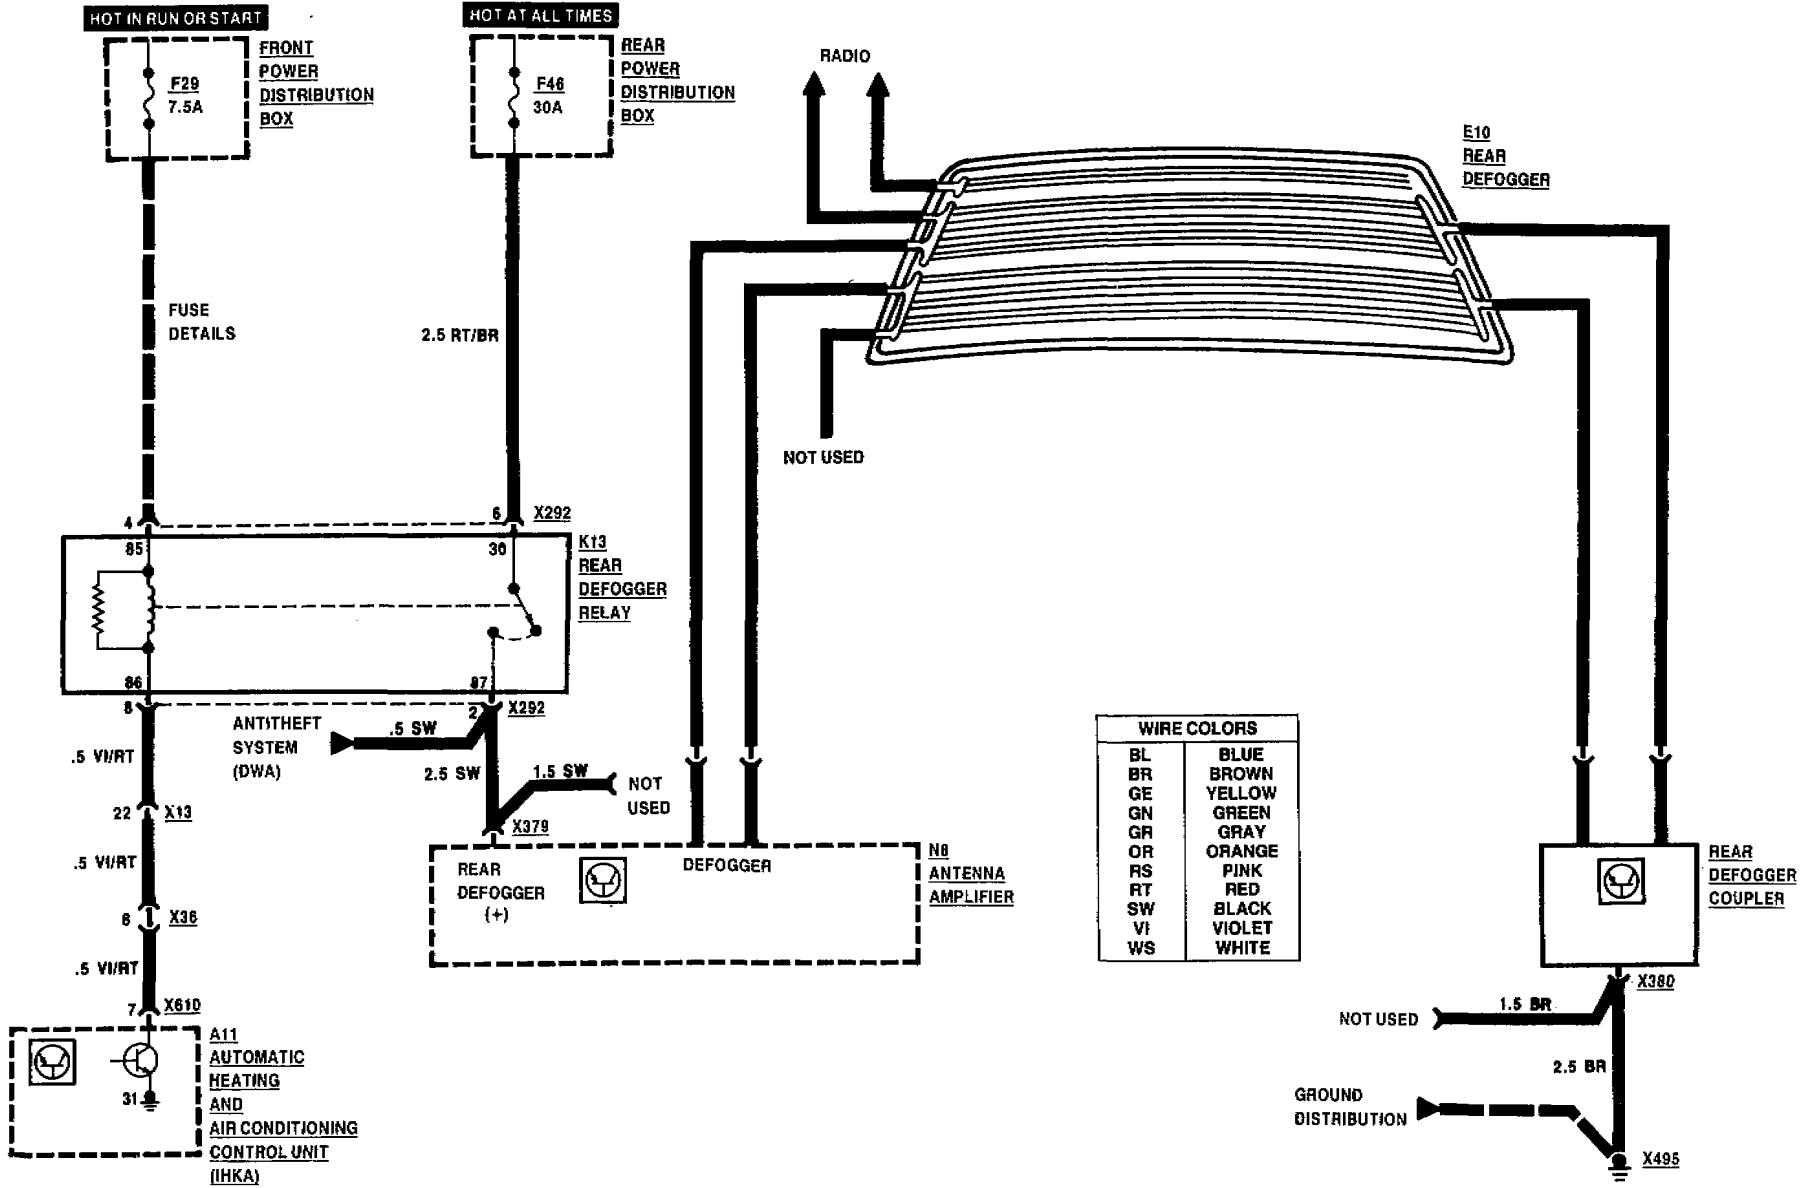 HOT IN RUN OR START
HOT AT ALL TIMES
F29
7.5A
FRONT
POWER
DISTRIBUTION
BOX
F46
30A
REAR
POWER
DISTRIBUTION
BOX
RADIO
E10
REAR
DEFOGGER
FUSE
DETAILS
2.5 RT/BR
NOT USED
4
6
X292
85
30
K13
REAR
DEFOGGER
RELAY
86
87
8
2
X292
ANTITHEFT
SYSTEM
(DWA)
.5 SW
.5 VI/RT
2.5 SW
1.5 SW
NOT
USED
22
X13
X379
.5 VI/RT
REAR
DEFOGGER
(+)
DEFOGGER
N8
ANTENNA
AMPLIFIER
6
X36
.5 VI/RT
7
X610
A11
AUTOMATIC
HEATING
AND
AIR CONDITIONING
CONTROL UNIT
(IHKA)
31
WIRE COLORS
BL BLUE
BR BROWN
GE YELLOW
GN GREEN
GR GRAY
OR ORANGE
RS PINK
RT RED
SW BLACK
VI VIOLET
WS WHITE
REAR
DEFOGGER
COUPLER
X380
NOT USED
1.5 BR
2.5 BR
GROUND
DISTRIBUTION
X495